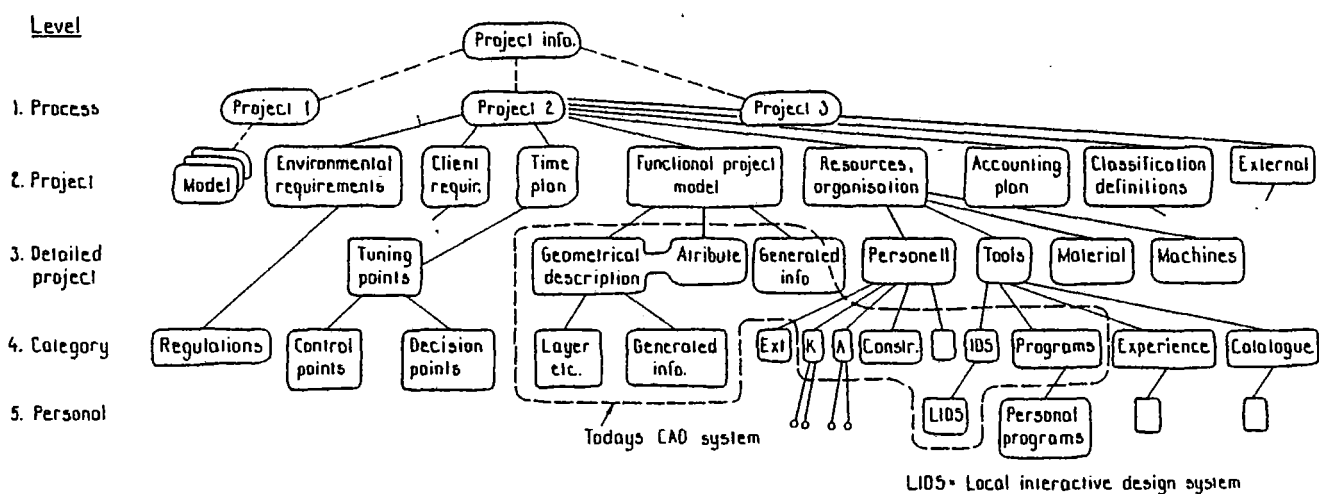 Level
Project info.
1. Process
Project 1
Project 2
Project 3
2. Project
Model
Environmental
requirements
Client
requir.
Time
plan
Functional project
model
Resources,
organisation
Accounting
plan
Classification
definitions
External
3. Detailed
project
Tuning
points
Geometrical
description
Atribute
Generated
info
Personell
Tools
Material
Machines
4. Category
Regulations
Control
points
Decision
points
Layer
etc.
Generated
info.
Ext
K
A
Constr.
IDS
Programs
Experience
Catalogue
5. Personal
LIDS
Personal
programs
Todays CAD system
LIDS= Local interactive design system